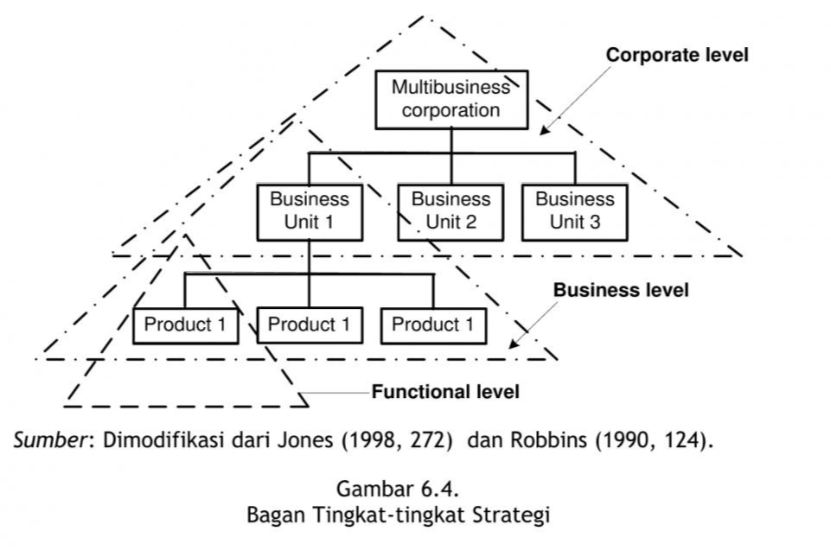 Corporate level
Multibusiness
corporation
Business
Unit 1
Business
Unit 2
Business
Unit 3
Business level
Product 1
Product 1
Product 1
Functional level
Sumber: Dimodifikasi dari Jones (1998, 272) dan Robbins (1990, 124).
Gambar 6.4.
Bagan Tingkat-tingkat Strategi